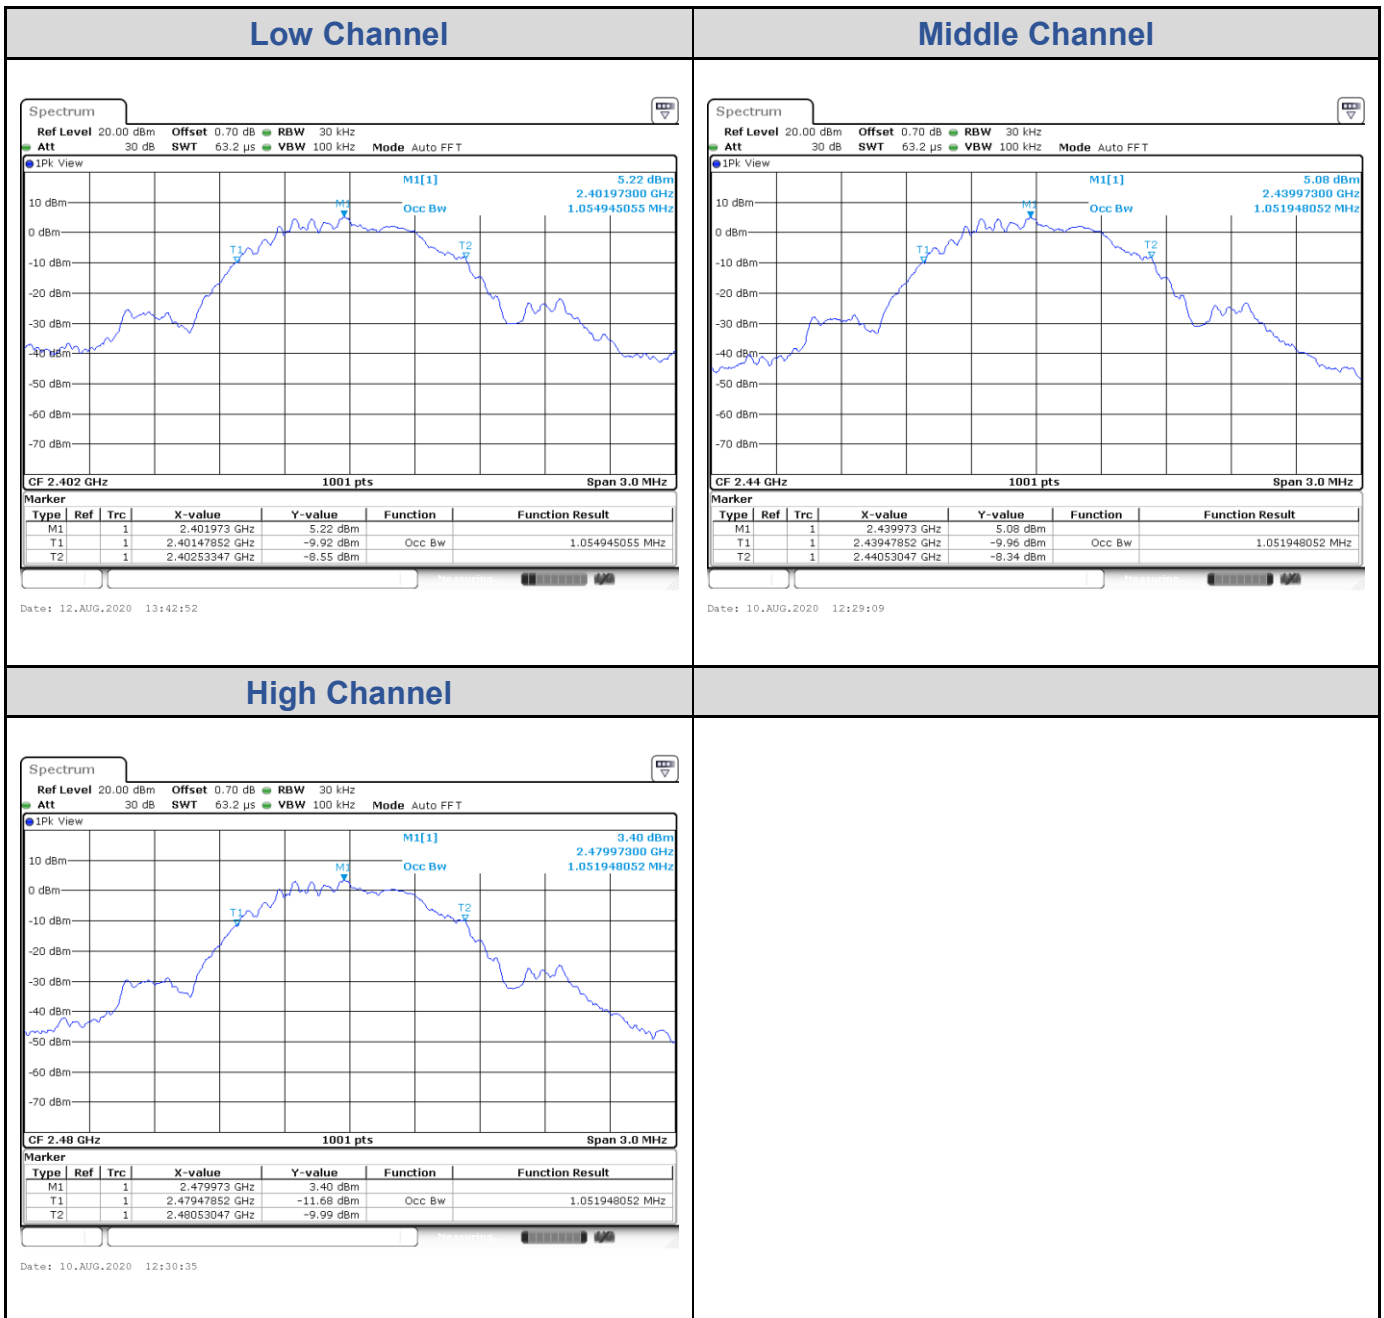 Low Channel
Middle Channel
Spectrum
Ref Level 20.00 dBm Offset 0.70 dB RBW 30 kHz
Att 30 dB SWT 63.2 µs VBW 100 kHz Mode Auto FFT
1Pk View
M1[1] 5.22 dBm
2.40197300 GHz
Occ Bw 1.054945055 MHz
M1
T1
T2
10 dBm
0 dBm
-10 dBm
-20 dBm
-30 dBm
-40 dBm
-50 dBm
-60 dBm
-70 dBm
CF 2.402 GHz 1001 pts Span 3.0 MHz
Marker
Type Ref Trc X-value Y-value Function Function Result
M1 1 2.401973 GHz 5.22 dBm
T1 1 2.40147852 GHz -9.92 dBm Occ Bw 1.054945055 MHz
T2 1 2.40253347 GHz -8.55 dBm
Date: 12.AUG.2020 13:42:52
Spectrum
Ref Level 20.00 dBm Offset 0.70 dB RBW 30 kHz
Att 30 dB SWT 63.2 µs VBW 100 kHz Mode Auto FFT
1Pk View
M1[1] 5.08 dBm
2.43997300 GHz
Occ Bw 1.051948052 MHz
M1
T1
T2
10 dBm
0 dBm
-10 dBm
-20 dBm
-30 dBm
-40 dBm
-50 dBm
-60 dBm
-70 dBm
CF 2.44 GHz 1001 pts Span 3.0 MHz
Marker
Type Ref Trc X-value Y-value Function Function Result
M1 1 2.439973 GHz 5.08 dBm
T1 1 2.43947852 GHz -9.96 dBm Occ Bw 1.051948052 MHz
T2 1 2.44053047 GHz -8.34 dBm
Date: 10.AUG.2020 12:29:09
High Channel
Spectrum
Ref Level 20.00 dBm Offset 0.70 dB RBW 30 kHz
Att 30 dB SWT 63.2 µs VBW 100 kHz Mode Auto FFT
1Pk View
M1[1] 3.40 dBm
2.47997300 GHz
Occ Bw 1.051948052 MHz
M1
T1
T2
10 dBm
0 dBm
-10 dBm
-20 dBm
-30 dBm
-40 dBm
-50 dBm
-60 dBm
-70 dBm
CF 2.48 GHz 1001 pts Span 3.0 MHz
Marker
Type Ref Trc X-value Y-value Function Function Result
M1 1 2.479973 GHz 3.40 dBm
T1 1 2.47947852 GHz -11.68 dBm Occ Bw 1.051948052 MHz
T2 1 2.48053047 GHz -9.99 dBm
Date: 10.AUG.2020 12:30:35